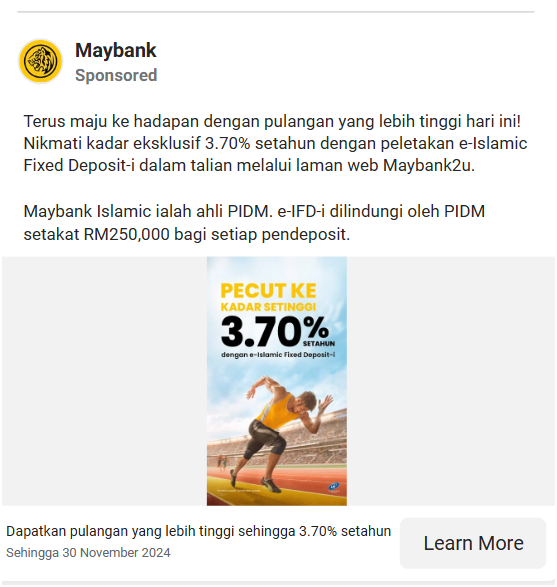 Maybank
Sponsored
Terus maju ke hadapan dengan pulangan yang lebih tinggi hari ini!
Nikmati kadar eksklusif 3.70% setahun dengan peletakan e-Islamic
Fixed Deposit-i dalam talian melalui laman web Maybank2u.
Maybank Islamic ialah ahli PIDM. e-IFD-i dilindungi oleh PIDM
setakat RM250,000 bagi setiap pendeposit.
PECUT KE
KADAR SETINGGI
3.70%
SETAHUN
dengan e-Islamic Fixed Deposit-i
Dapatkan pulangan yang lebih tinggi sehingga 3.70% setahun
Sehingga 30 November 2024
Learn More